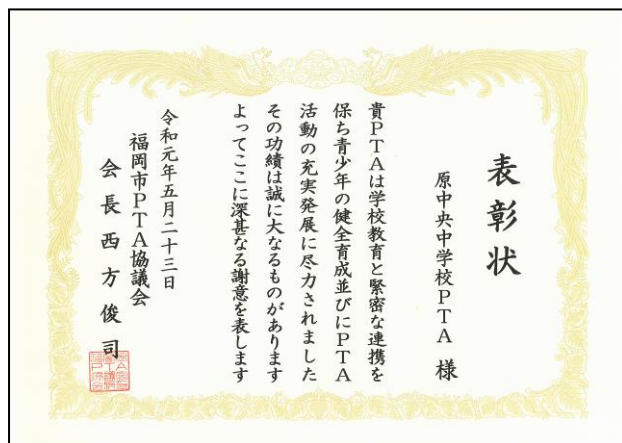 表彰状
原中央中学校PTA 様
貴PTAは学校教育と緊密な連携を
保ち青少年の健全育成並びにPTA
活動の充実発展に尽力されました
その功績は誠に大なるものがあります
よってここに深甚なる謝意を表します
令和元年五月二十三日
福岡市PTA協議会
会長 西方俊司